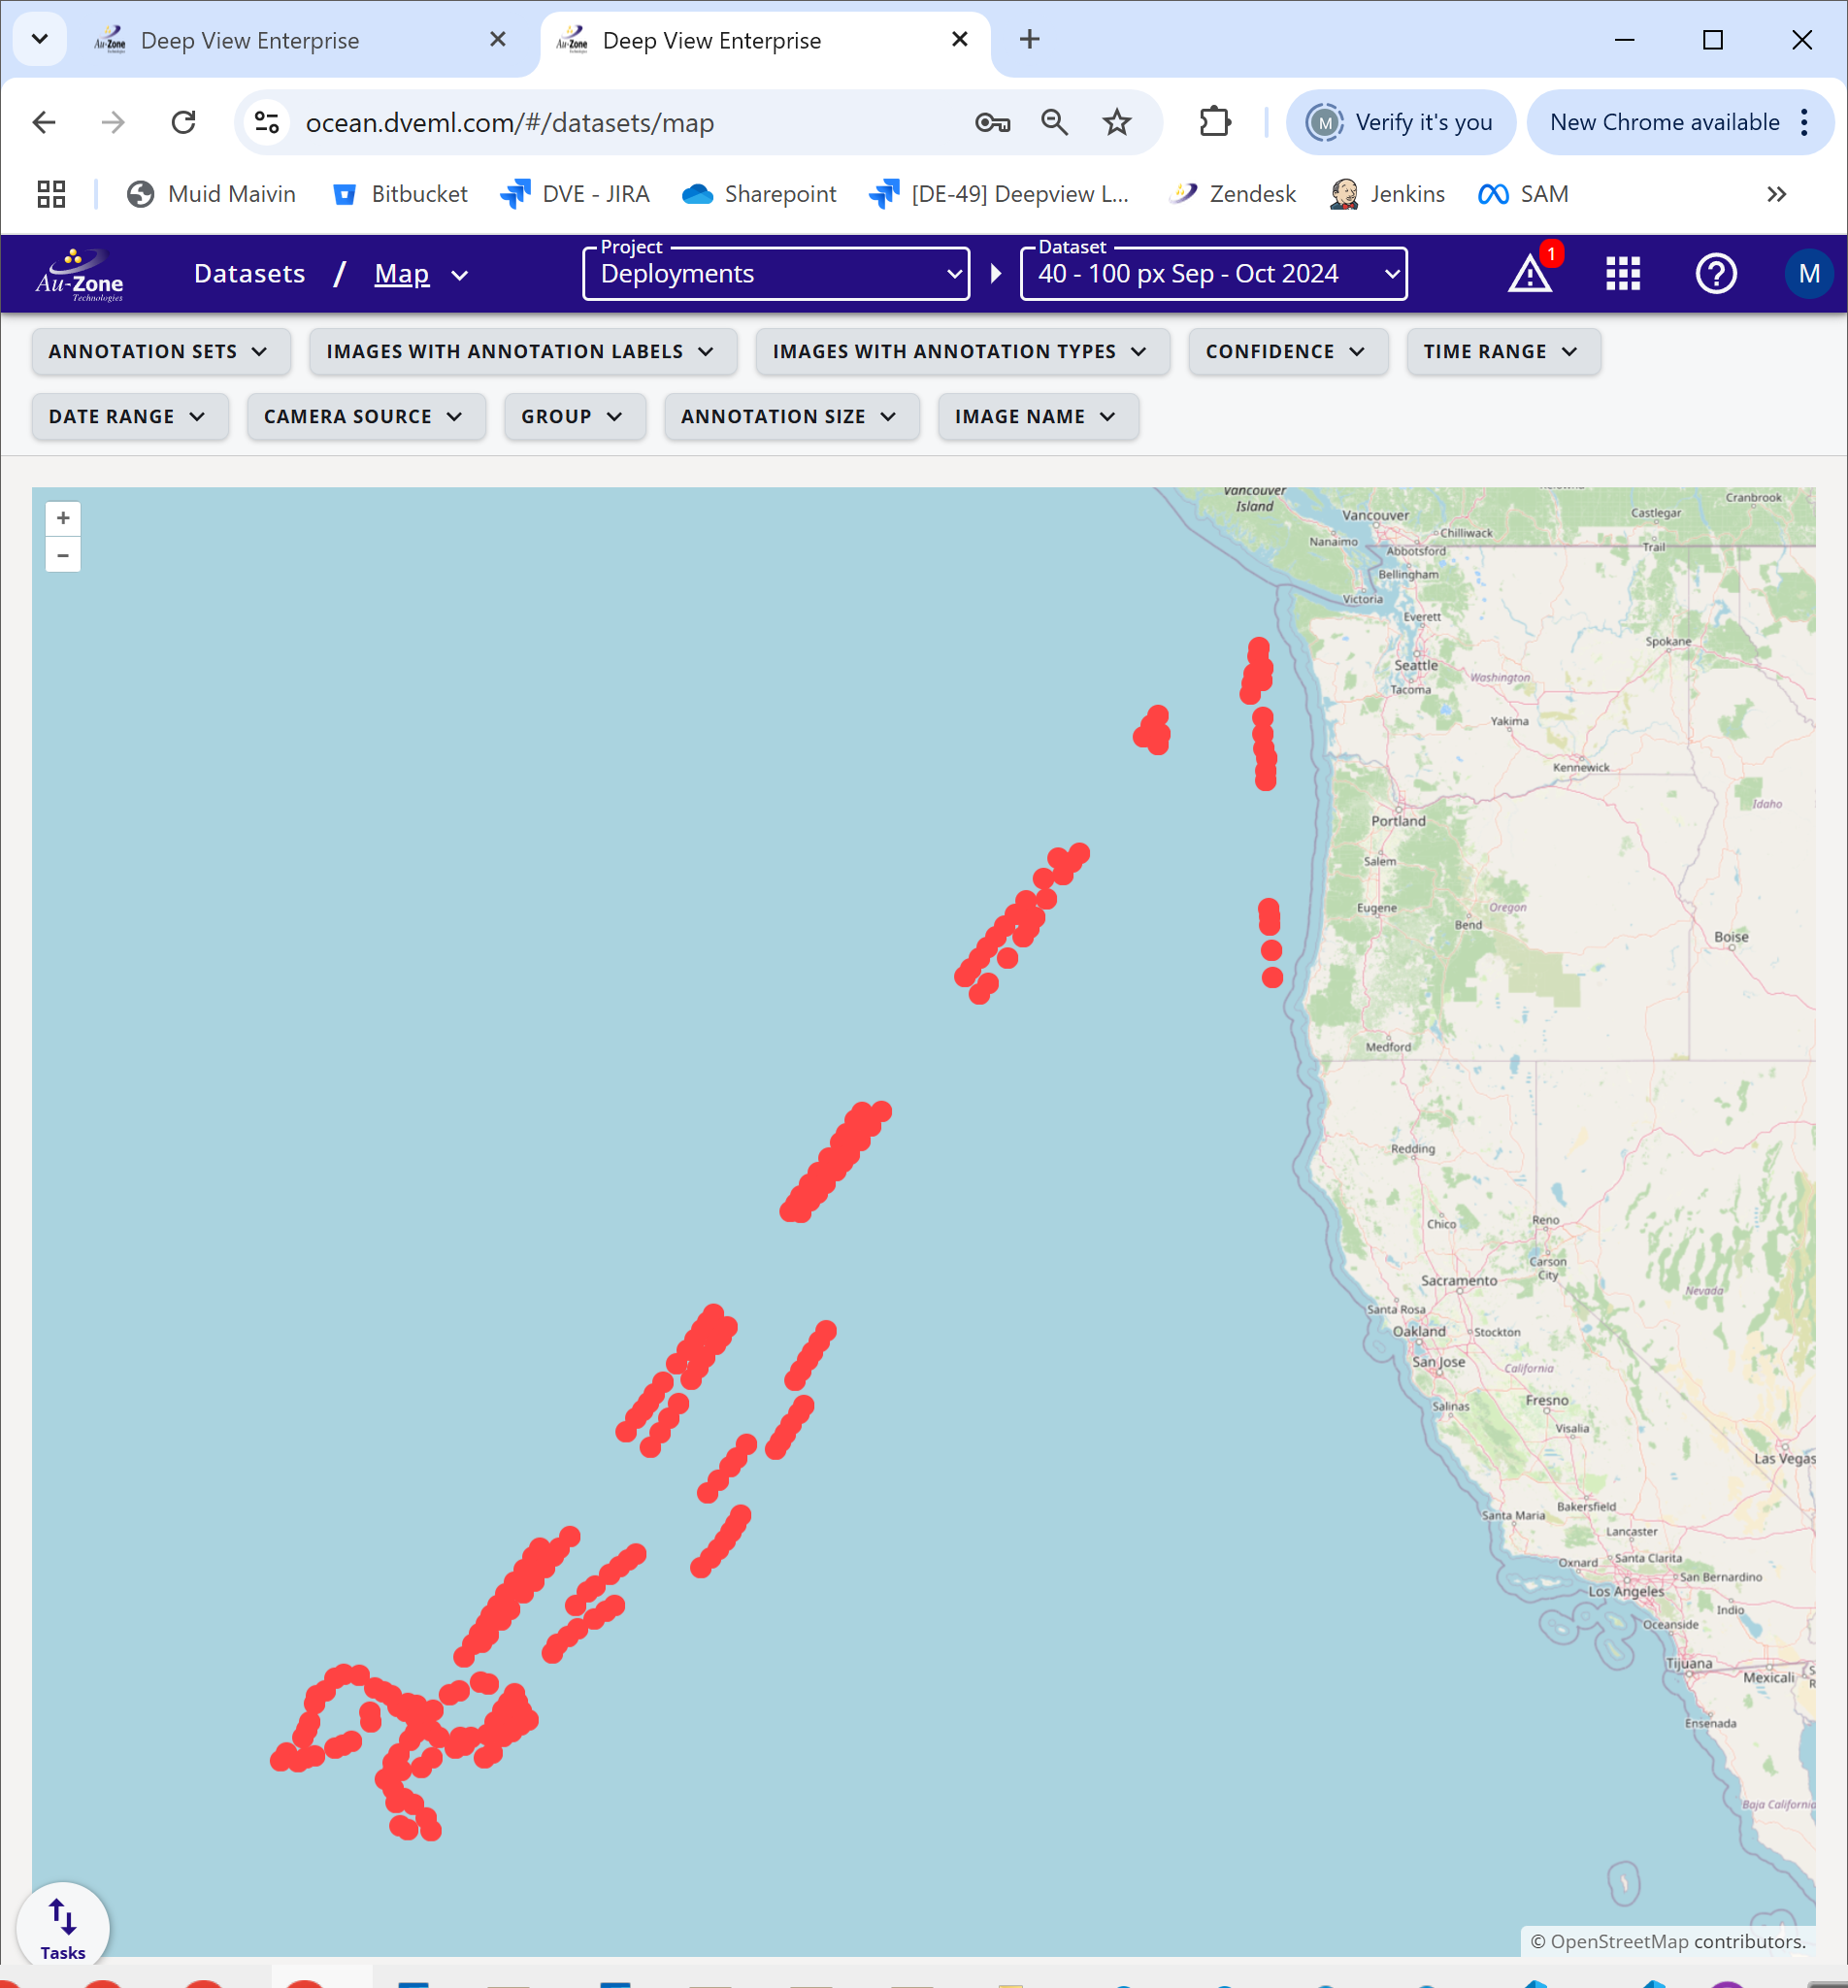 Deep View Enterprise
Deep View Enterprise
ocean.dveml.com/#/datasets/map
M
Verify it's you
New Chrome available
Muid Maivin
Bitbucket
DVE - JIRA
Sharepoint
[DE-49] Deepview L...
Zendesk
Jenkins
SAM
Au-Zone
Technologies
Datasets / Map
Project
Deployments
Dataset
40 - 100 px Sep - Oct 2024
1
M
ANNOTATION SETS
IMAGES WITH ANNOTATION LABELS
IMAGES WITH ANNOTATION TYPES
CONFIDENCE
TIME RANGE
DATE RANGE
CAMERA SOURCE
GROUP
ANNOTATION SIZE
IMAGE NAME
+
−
Vancouver
Island
Cranbrook
Castlegar
Vancouver
Chilliwack
Nanaimo
Abbotsford
Trail
Bellingham
Victoria
Everett
Spokane
Seattle
Washington
Tacoma
Yakima
Kennewick
Idaho
Portland
Salem
Eugene
Oregon
Bend
Boise
Medford
Redding
Chico
Reno
Carson
City
Sacramento
Nevada
Santa Rosa
Oakland
Stockton
San Jose
California
Fresno
Salinas
Visalia
Las Vegas
Bakersfield
Santa Maria
Lancaster
Oxnard
Santa Clarita
San Bernardino
Los Angeles
Indio
Oceanside
Tijuana
Mexicali
Ensenada
Baja California
Tasks
© OpenStreetMap contributors.